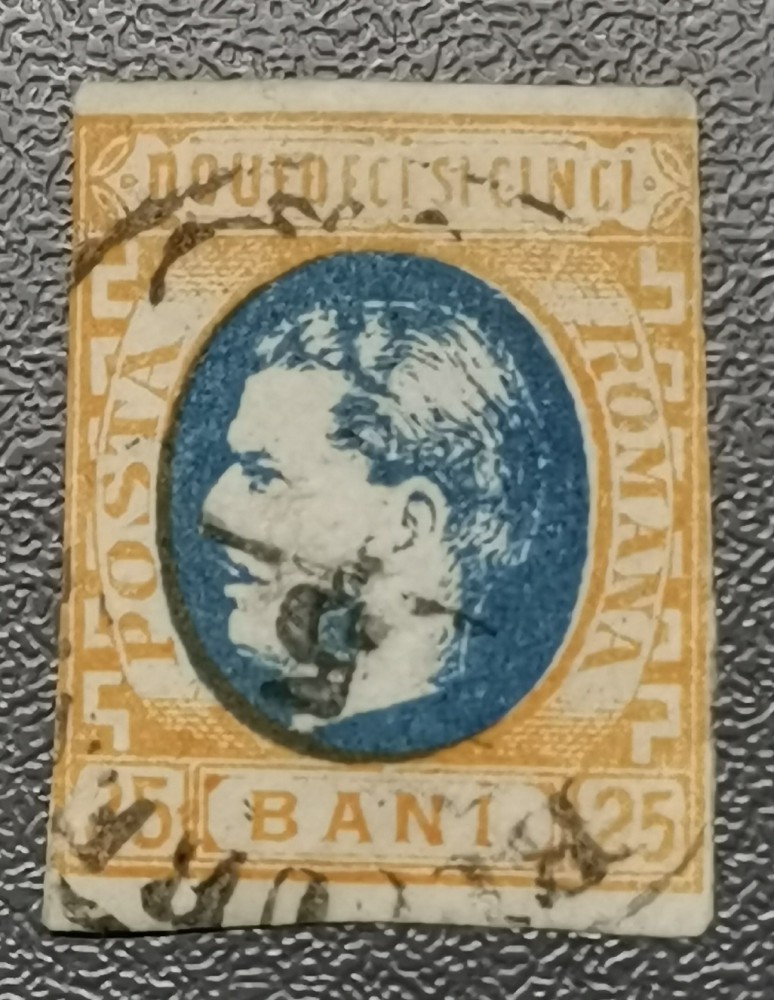 DOUEDECI SI CINCI
POSTA
ROMANA
25
BANI
25